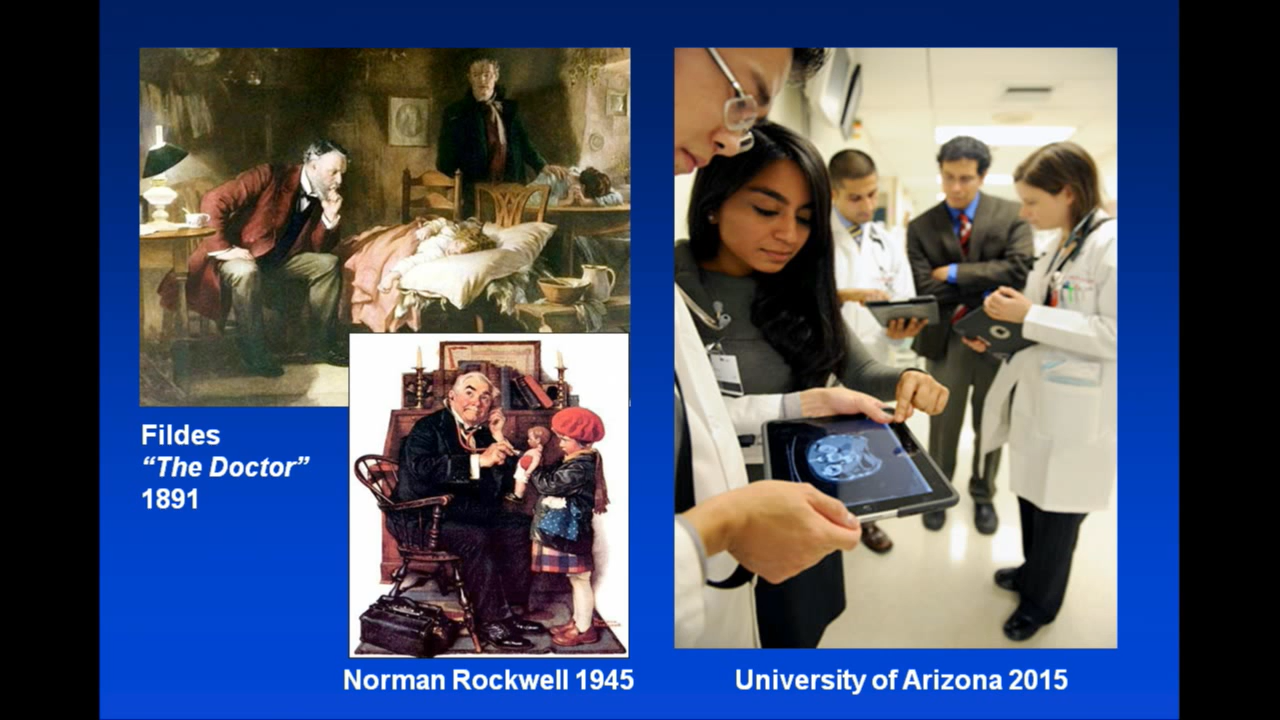 Fildes
“The Doctor”
1891
Norman Rockwell 1945
University of Arizona 2015